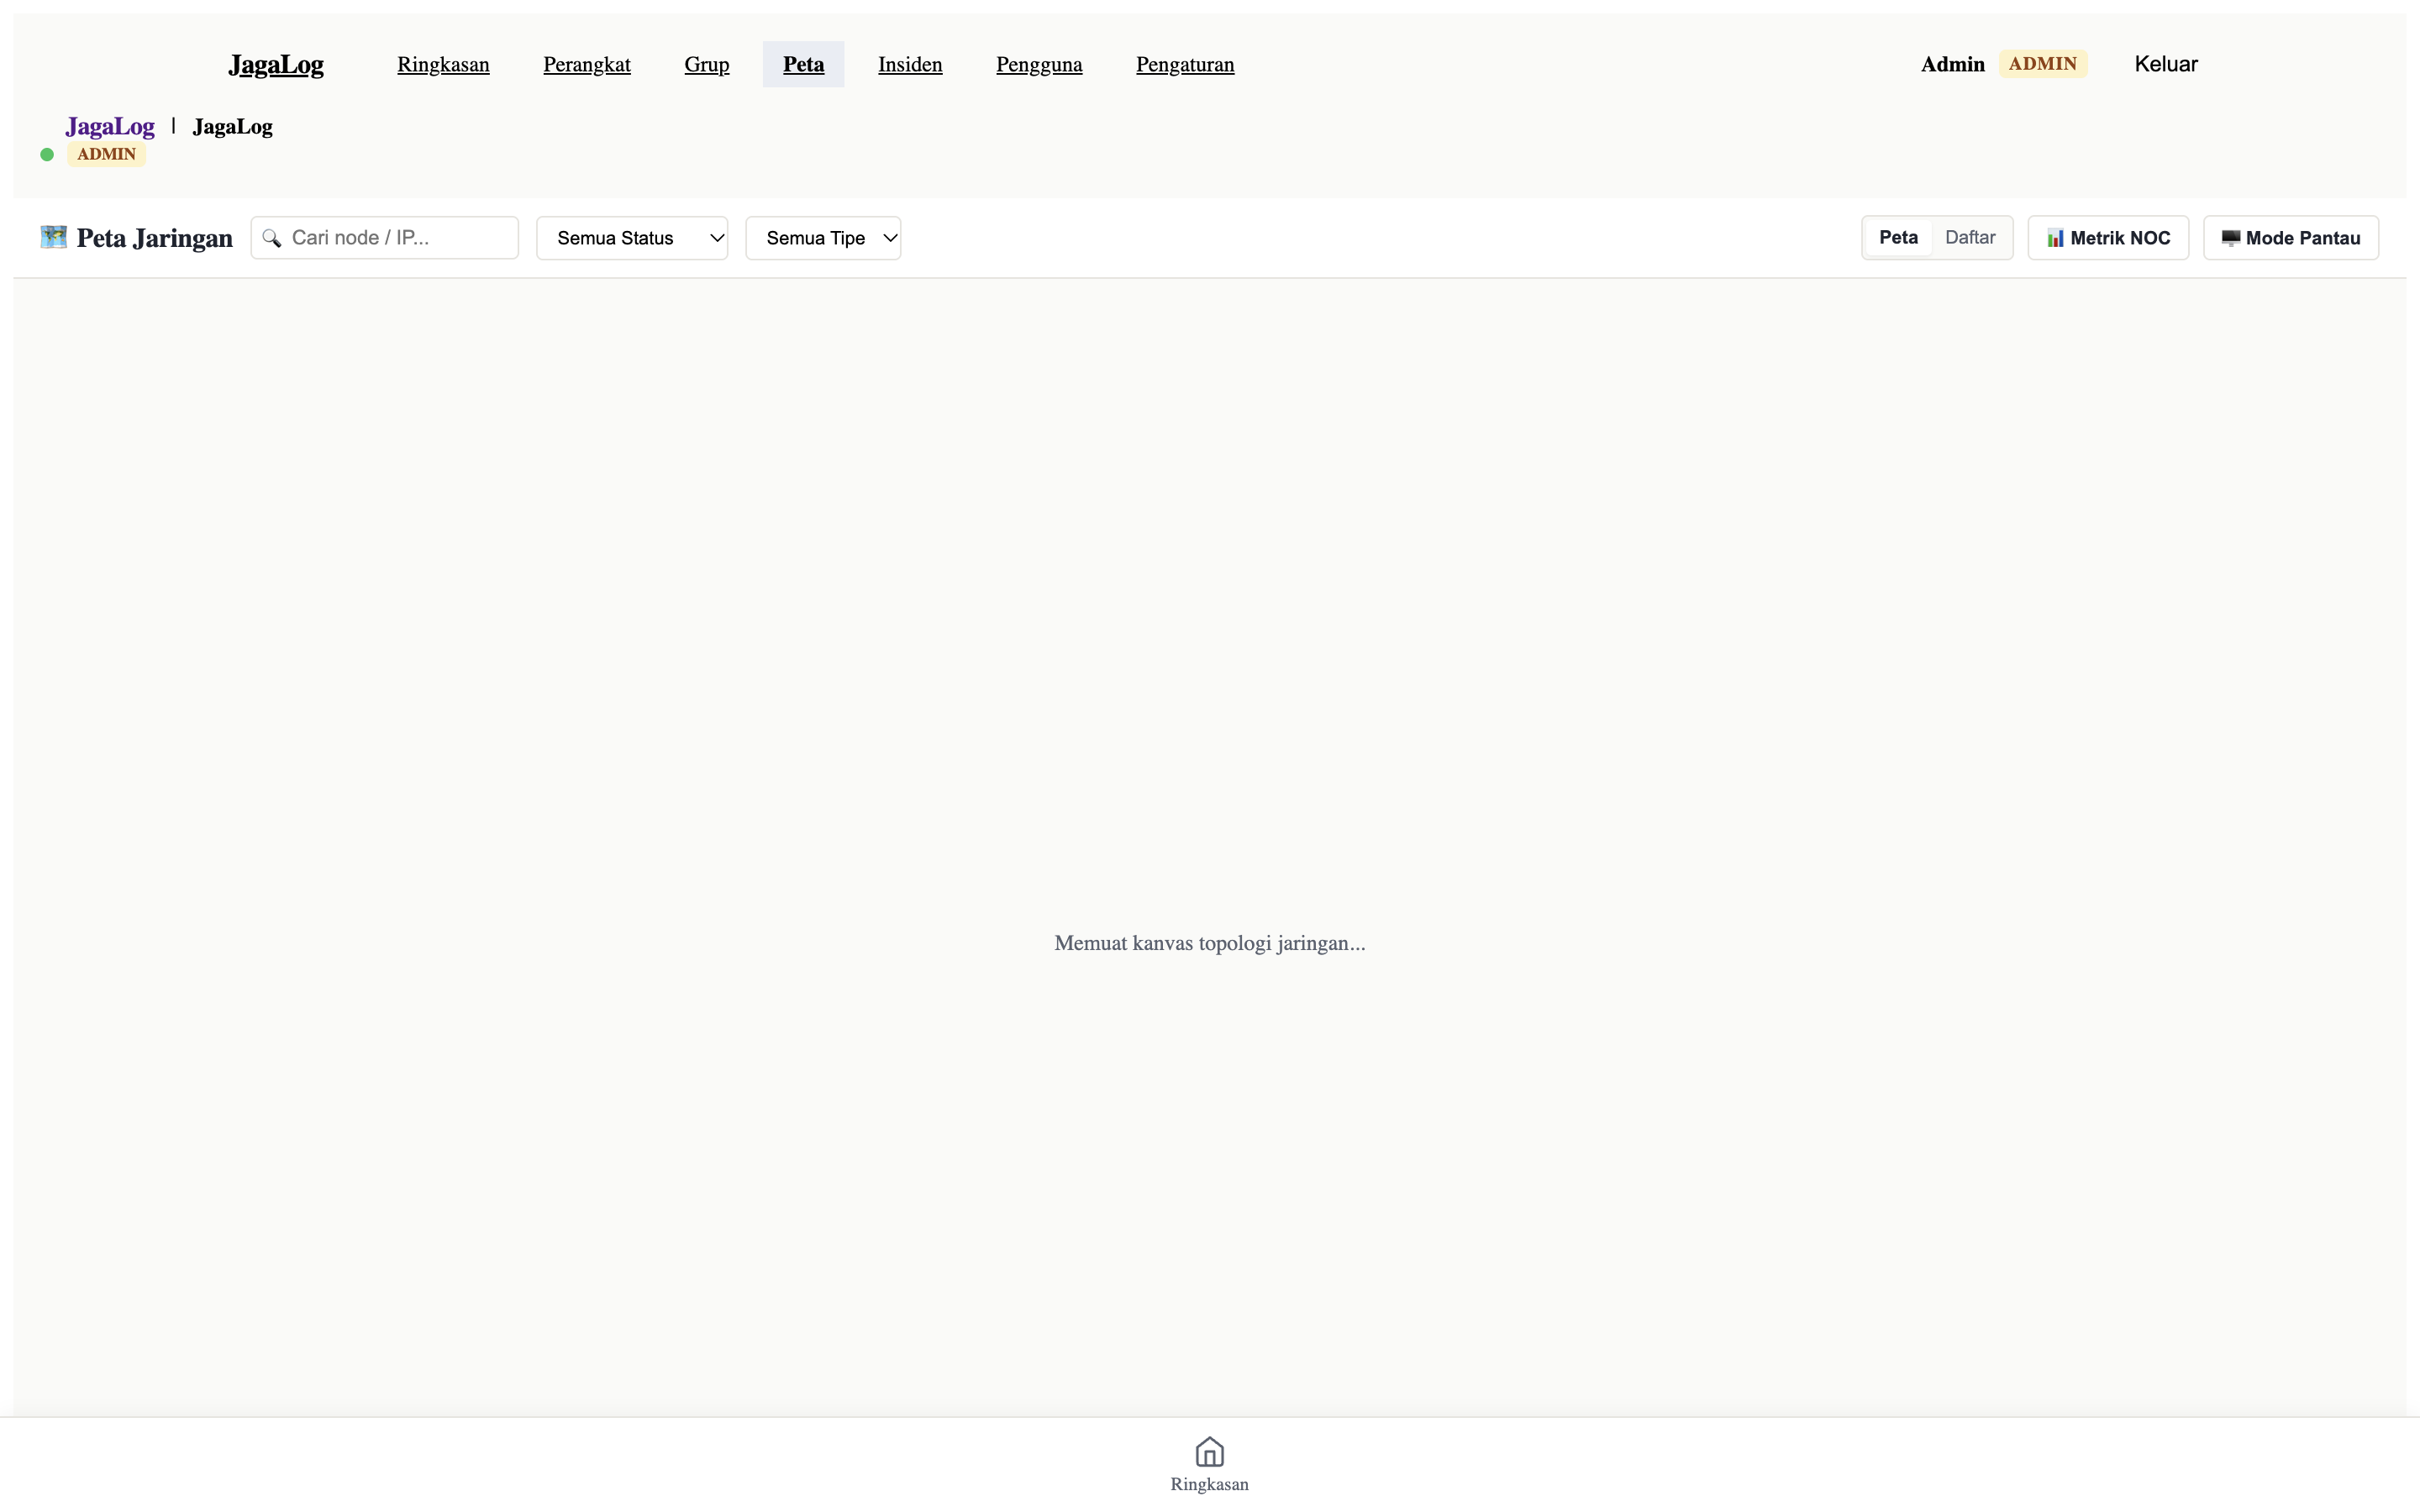 JagaLog Ringkasan Perangkat Grup Peta Insiden Pengguna Pengaturan Admin ADMIN Keluar
JagaLog | JagaLog
ADMIN
Peta Jaringan Cari node / IP... Semua Status Semua Tipe Peta Daftar Metrik NOC Mode Pantau
Memuat kanvas topologi jaringan...
Ringkasan